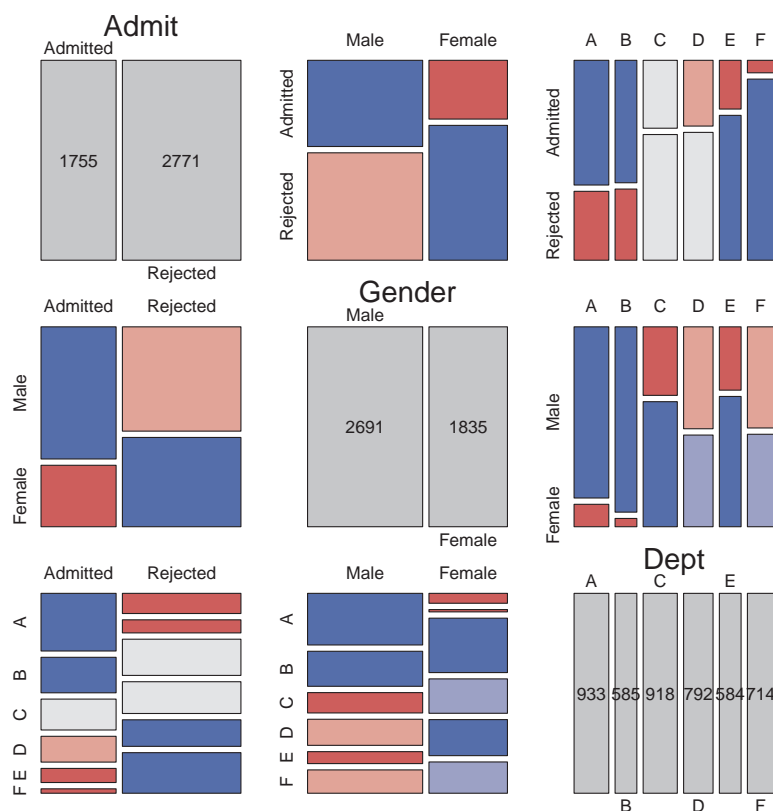 Admit
Admitted
1755 2771
Rejected
Male Female
Admitted
Rejected
A B C D E F
Admitted
Rejected
Admitted Rejected
Male
Female
Gender
Male
2691 1835
Female
A B C D E F
Male
Female
Admitted Rejected
A
B
C
D
E
F
Male Female
A
B
C
D
E
F
Dept
A C E
933 585 918 792 584 714
B D F